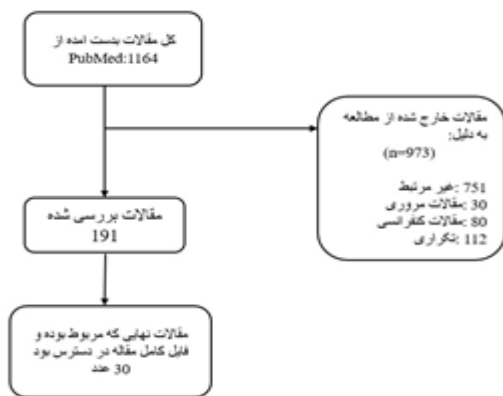 کل مقالات بدست امده از
PubMed:1164
مقالات خارج شده از مطالعه
به دلیل:
(n=973)
751 :غیر مرتبط
30 :مقالات مروری
80 :مقالات کنفرانسی
112 :تکراری
مقالات بررسی شده
191
مقالات نهایی که مربوط بوده و
فایل کامل مقاله در دسترس بود
30 عدد